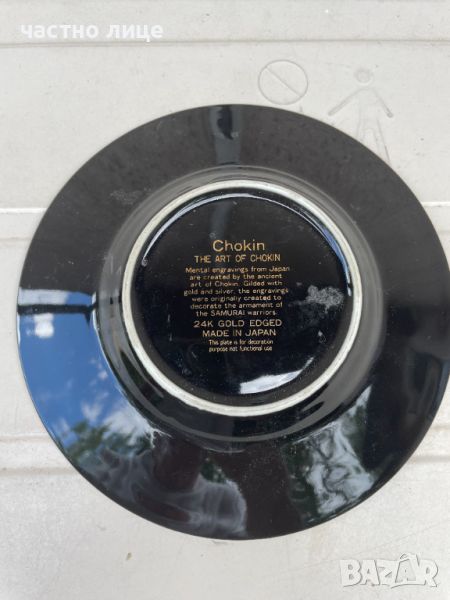 частно лице
Chokin
THE ART OF CHOKIN
Mental engravings from Japan
are created by the ancient
art of Chokin. Gilded with
gold and silver, the engravings
were originally created to
decorate the armament of
the SAMURAI warriors.
24K GOLD EDGED
MADE IN JAPAN
This plate is for decoration
purpose not functional use
BAZAR